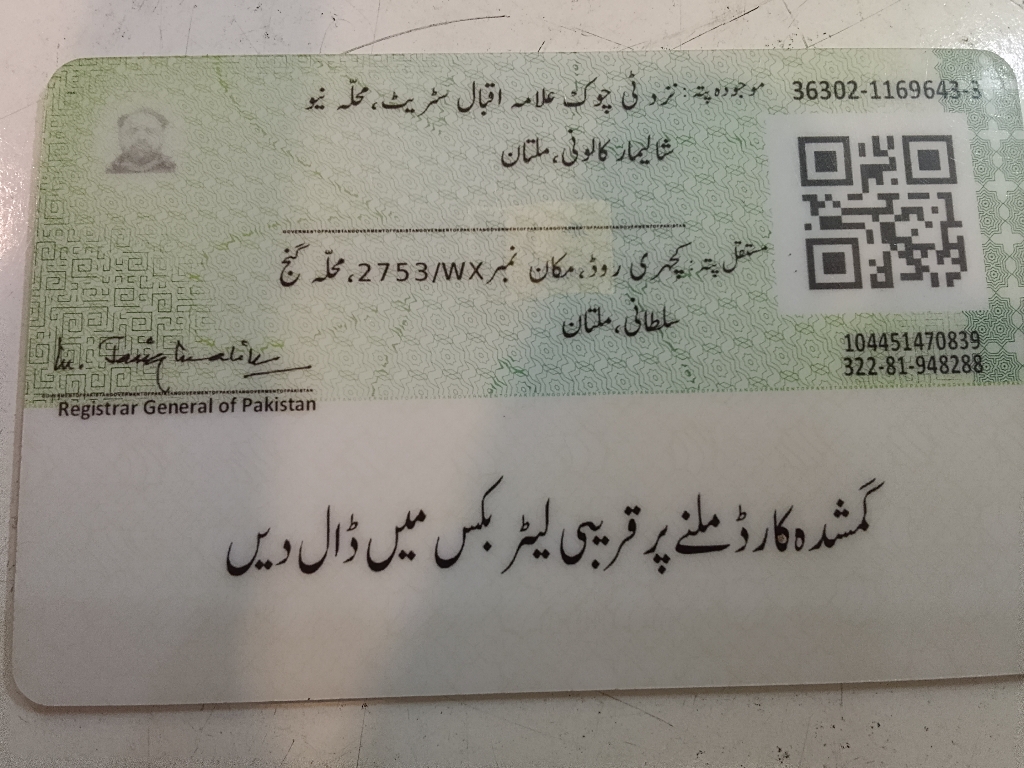 36302-1169643-3
موجودہ پتہ: نزد ٹی چوک علامہ اقبال سٹریٹ، محلّہ نیو
شالیمار کالونی، ملتان
مستقل پتہ: کچہری روڈ، مکان نمبر 2753/WX، محلّہ گنج
سلطانی، ملتان
104451470839
322-81-948288
Registrar General of Pakistan
گمشدہ کارڈ ملنے پر قریبی لیٹر بکس میں ڈال دیں